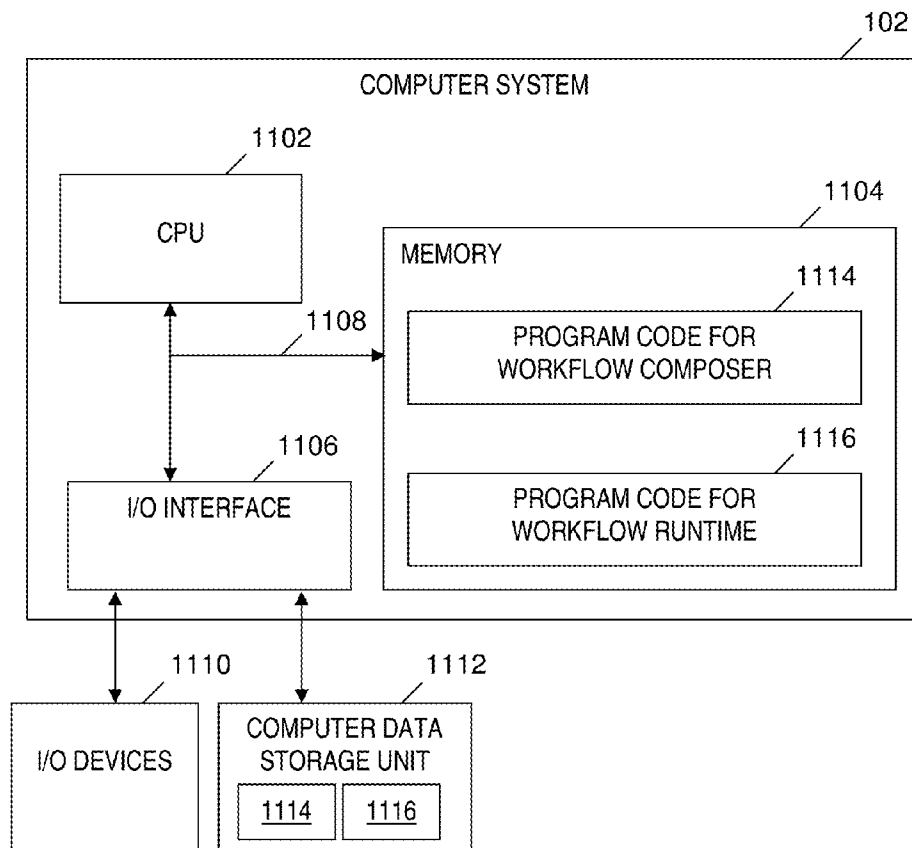 102
COMPUTER SYSTEM
1102
CPU
1104
MEMORY
1114
PROGRAM CODE FOR
WORKFLOW COMPOSER
1108
1116
PROGRAM CODE FOR
WORKFLOW RUNTIME
1106
I/O INTERFACE
1110
I/O DEVICES
1112
COMPUTER DATA
STORAGE UNIT
1114
1116